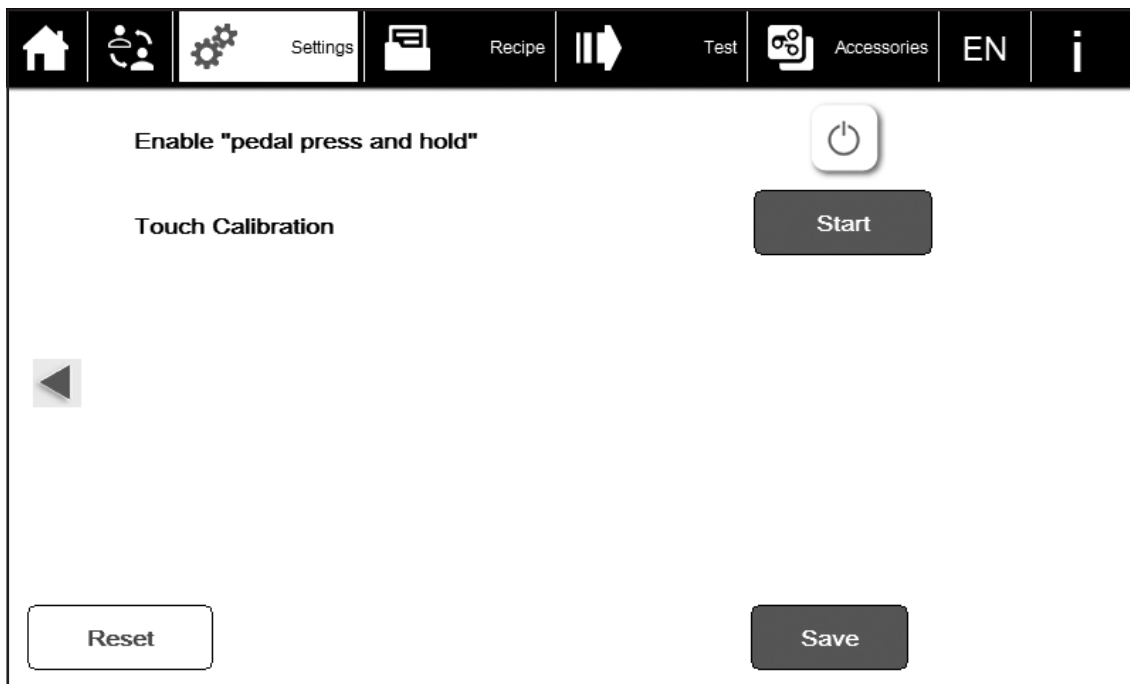 Settings
Recipe
Test
Accessories
EN
i
Enable "pedal press and hold"
Touch Calibration
Start
Reset
Save